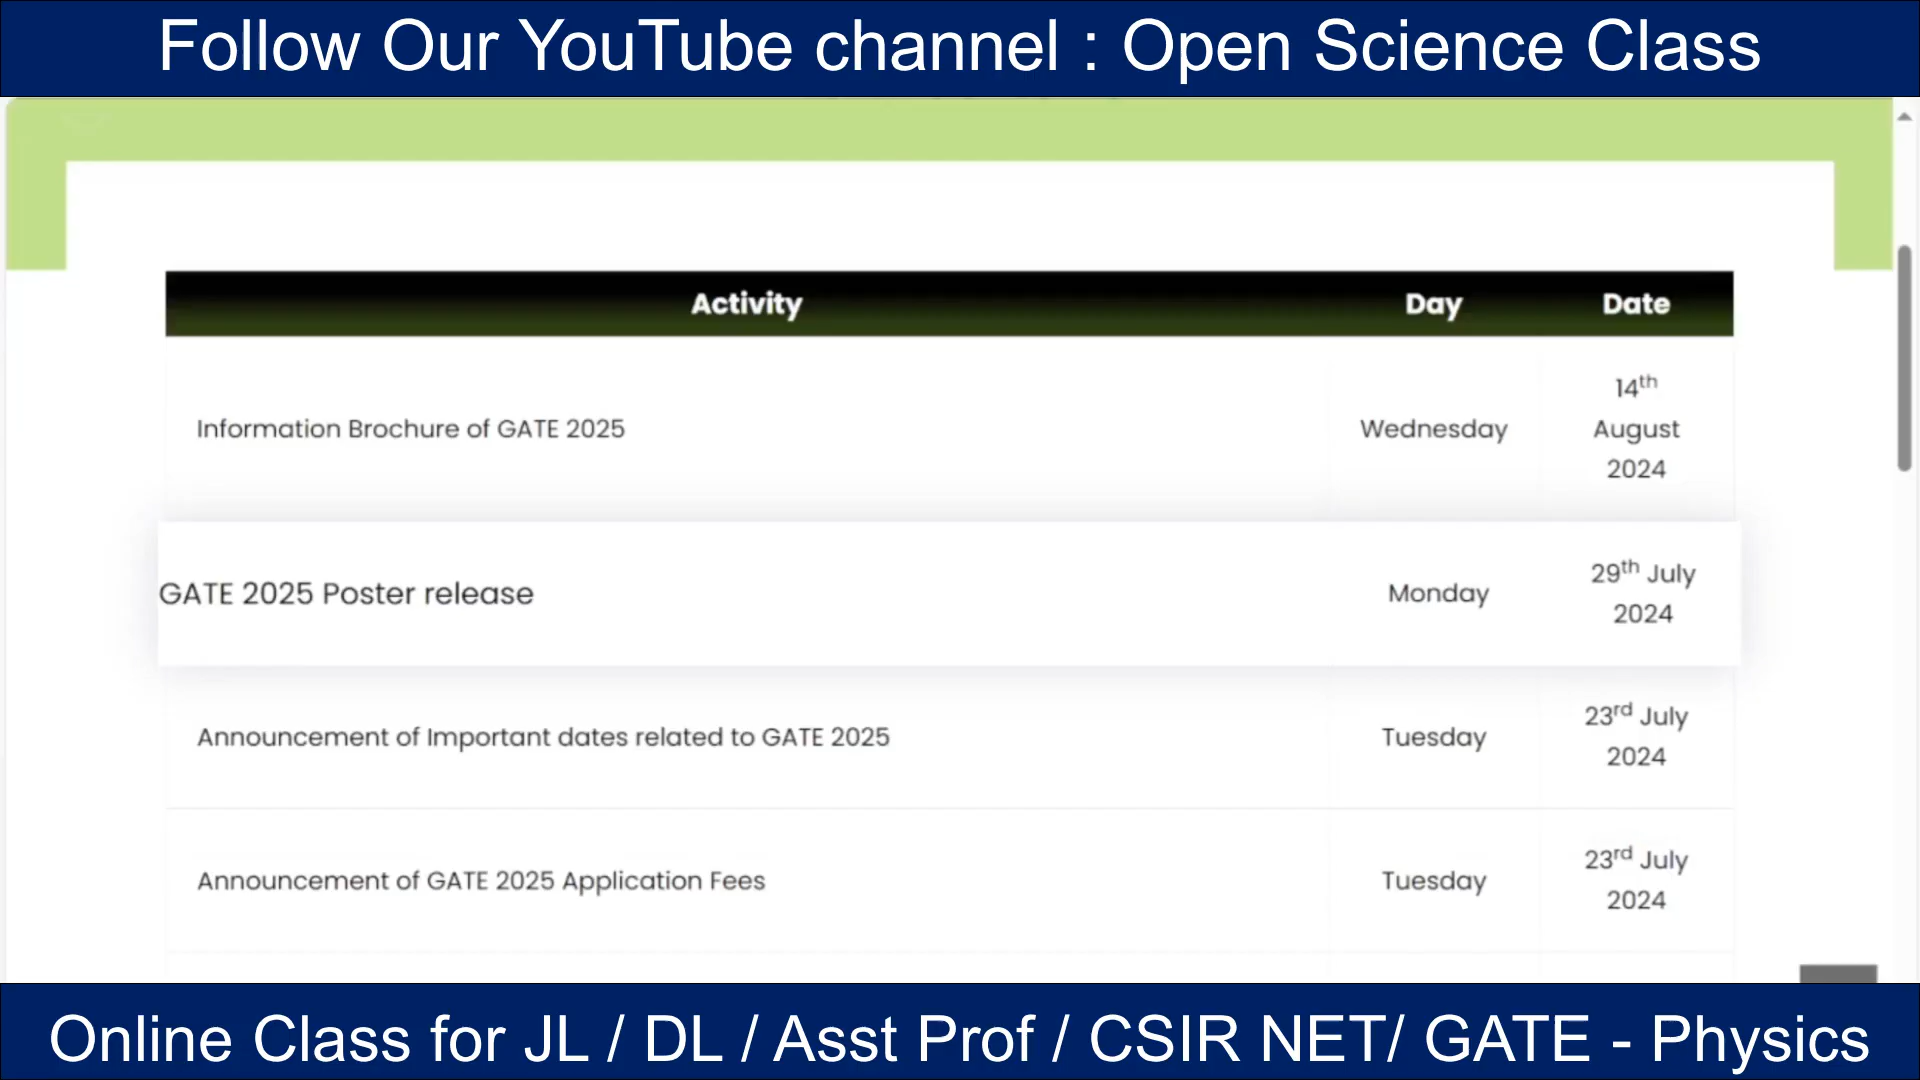 Follow Our YouTube channel : Open Science Class
Activity Day Date
Information Brochure of GATE 2025 Wednesday 14th August 2024
GATE 2025 Poster release Monday 29th July 2024
Announcement of Important dates related to GATE 2025 Tuesday 23rd July 2024
Announcement of GATE 2025 Application Fees Tuesday 23rd July 2024
Online Class for JL / DL / Asst Prof / CSIR NET/ GATE - Physics